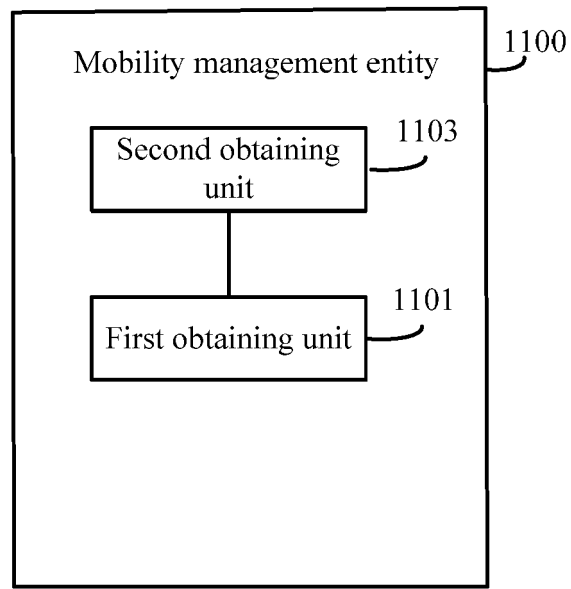 1100
Mobility management entity
1103
Second obtaining
unit
1101
First obtaining unit